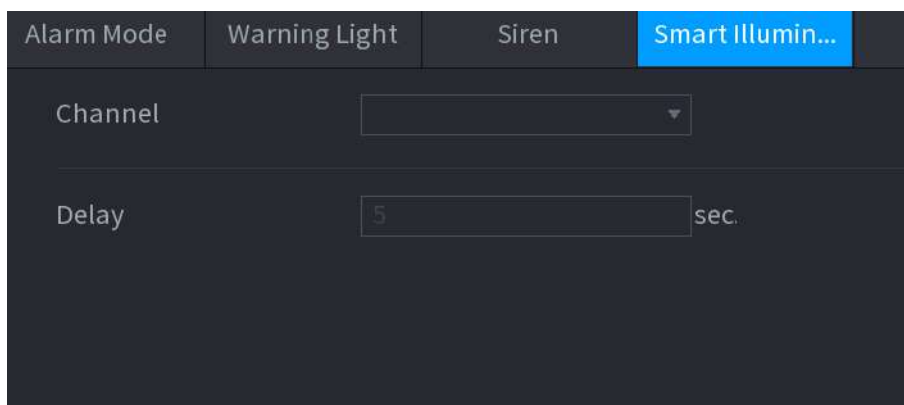 Alarm Mode Warning Light Siren Smart Illumin...
Channel
Delay 5 sec.